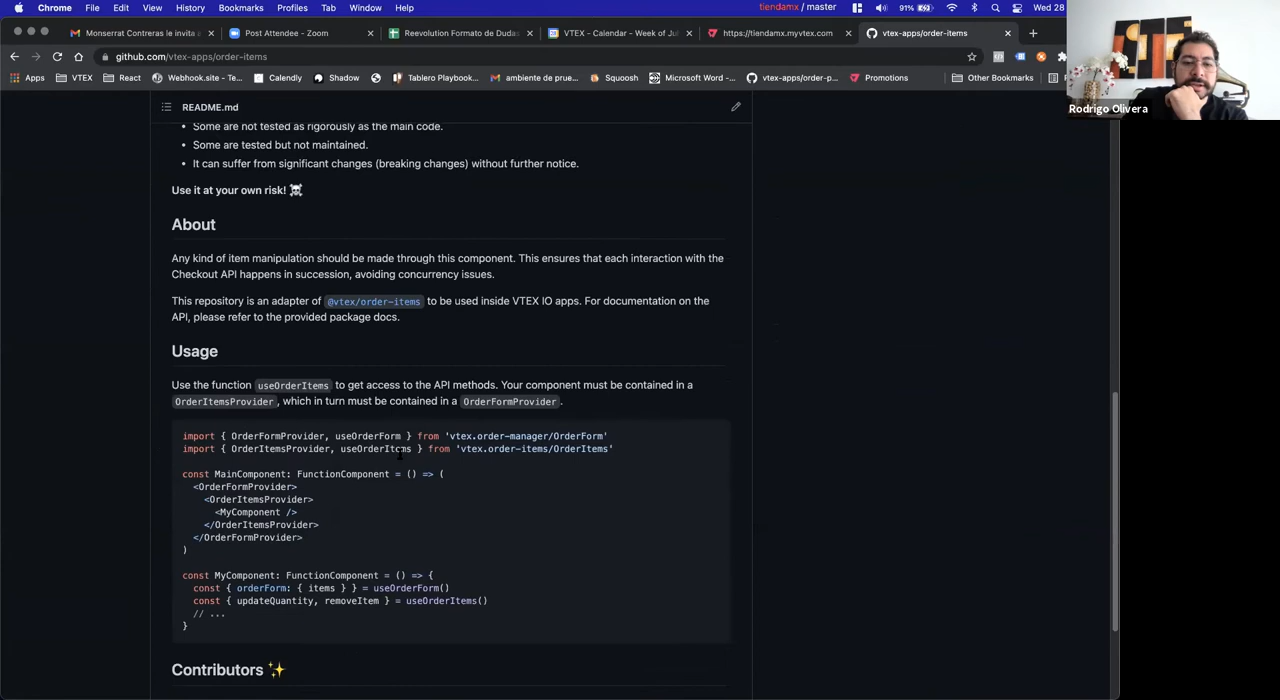 Chrome File Edit View History Bookmarks Profiles Tab Window Help tiendamx / master 91% Wed 28
Monserrat Contreras le invita a
Post Attendee - Zoom
Reevolution Formato de Dudas
VTEX - Calendar - Week of Jul
https://tiendamx.myvtex.com
vtex-apps/order-items
github.com/vtex-apps/order-items
Apps VTEX React Webhook.site - Te... Calendly Shadow Tablero Playbook... ambiente de prue... Squoosh Microsoft Word -... vtex-apps/order-p... Promotions Other Bookmarks
Rodrigo Olivera
README.md
Some are not tested as rigorously as the main code.
Some are tested but not maintained.
It can suffer from significant changes (breaking changes) without further notice.
Use it at your own risk! ☠️
About
Any kind of item manipulation should be made through this component. This ensures that each interaction with the
Checkout API happens in succession, avoiding concurrency issues.
This repository is an adapter of @vtex/order-items to be used inside VTEX IO apps. For documentation on the
API, please refer to the provided package docs.
Usage
Use the function useOrderItems to get access to the API methods. Your component must be contained in a
OrderItemsProvider, which in turn must be contained in a OrderFormProvider.
import { OrderFormProvider, useOrderForm } from 'vtex.order-manager/OrderForm'
import { OrderItemsProvider, useOrderItems } from 'vtex.order-items/OrderItems'
const MainComponent: FunctionComponent = () => (
<OrderFormProvider>
<OrderItemsProvider>
<MyComponent />
</OrderItemsProvider>
</OrderFormProvider>
)
const MyComponent: FunctionComponent = () => {
const { orderForm: { items } } = useOrderForm()
const { updateQuantity, removeItem } = useOrderItems()
// ...
}
Contributors ✨